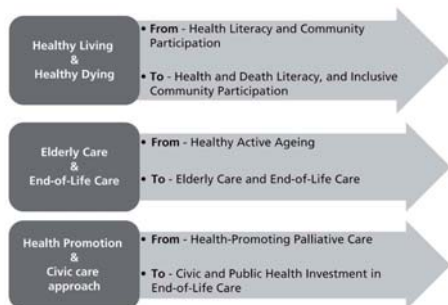 Healthy Living
&
Healthy Dying
• From - Health Literacy and Community
Participation
• To - Health and Death Literacy, and Inclusive
Community Participation
Elderly Care
&
End-of-Life Care
• From - Healthy Active Ageing
• To - Elderly Care and End-of-Life Care
Health Promotion
&
Civic care
approach
• From - Health-Promoting Palliative Care
• To - Civic and Public Health Investment in
End-of-Life Care